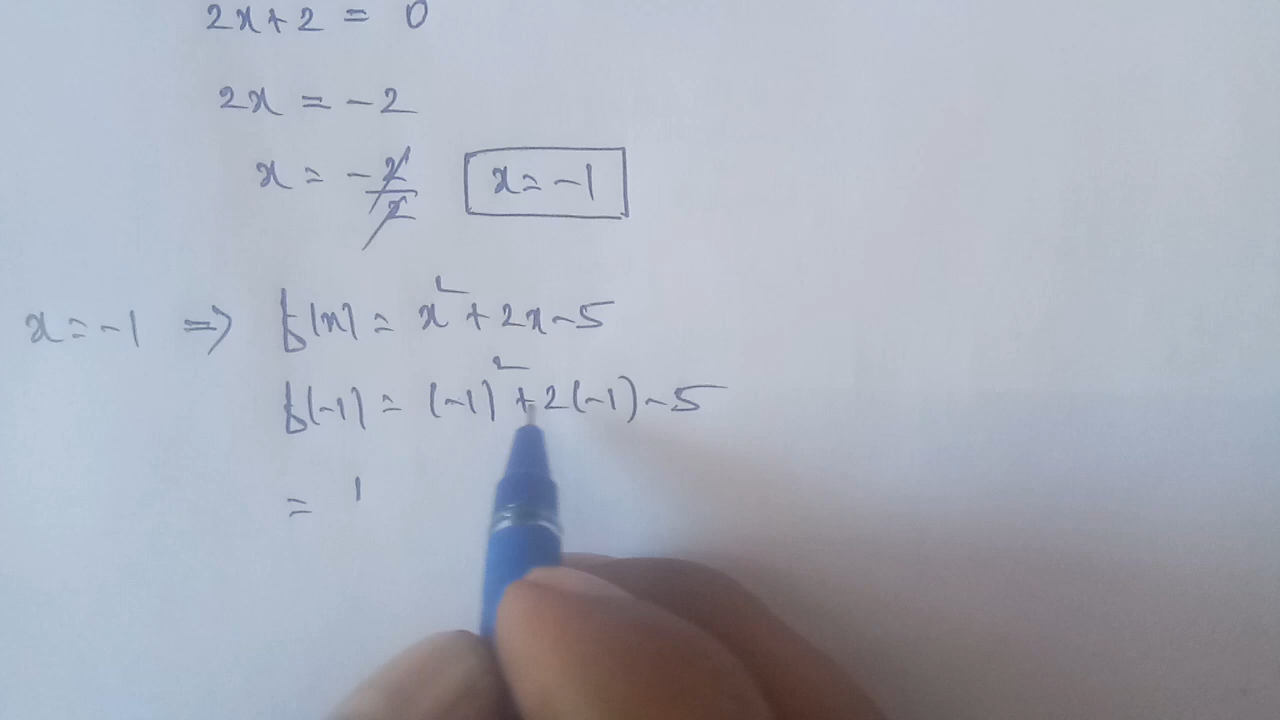 2x+2 = 0
2x = -2
x = -2/2 x = -1
x = -1 => f(x) = x²+2x-5
f(-1) = (-1)²+2(-1)-5
= 1